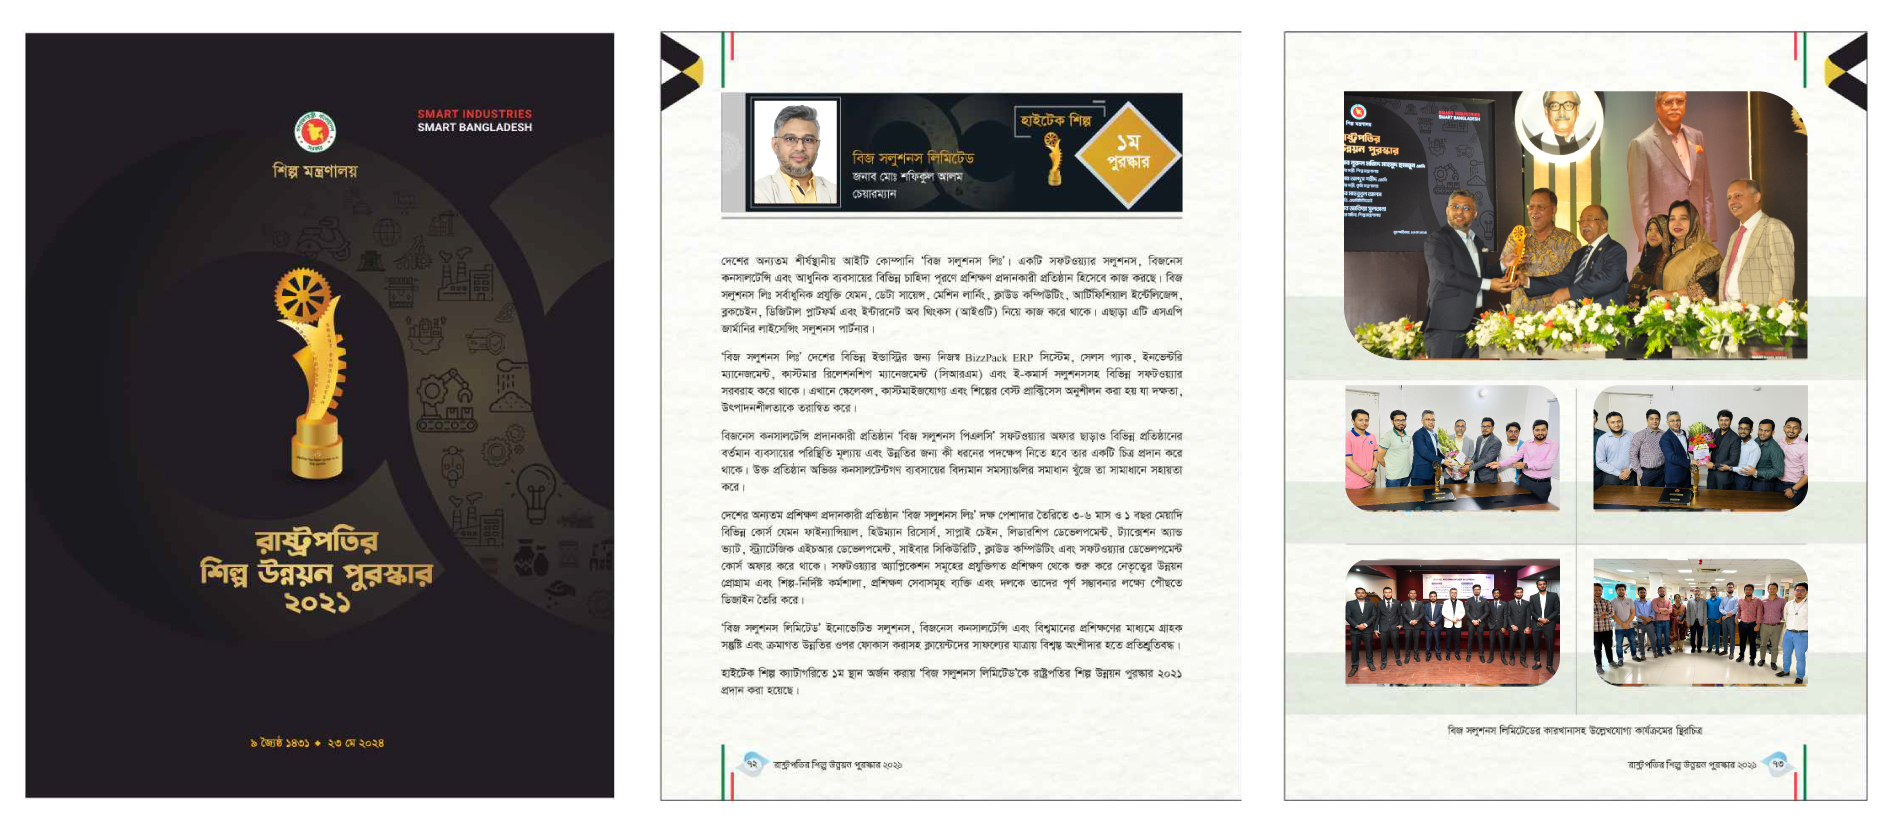 শিল্প মন্ত্রণালয়
SMART INDUSTRIES
SMART BANGLADESH
রাষ্ট্রপতির
শিল্প উন্নয়ন পুরস্কার
২০২১
৯ জ্যৈষ্ঠ ১৪৩১ ◆ ২৩ মে ২০২৪
বিজ সলুশনস লিমিটেড
জনাব মোঃ শফিকুল আলম
চেয়ারম্যান
হাইটেক শিল্প
১ম
পুরস্কার
দেশের অন্যতম শীর্ষস্থানীয় আইটি কোম্পানি ‘বিজ সলুশনস লিঃ’। একটি সফটওয়্যার সলুশনস, বিজনেস
কনসালটেন্সি এবং আধুনিক ব্যবসায়ের বিভিন্ন চাহিদা পূরণে প্রশিক্ষণ প্রদানকারী প্রতিষ্ঠান হিসেবে কাজ করছে। বিজ
সলুশনস লিঃ সর্বাধুনিক প্রযুক্তি যেমন, ডেটা সায়েন্স, মেশিন লার্নিং, ক্লাউড কম্পিউটিং, আর্টিফিশিয়াল ইন্টেলিজেন্স,
ব্লকচেইন, ডিজিটাল প্লাটফর্ম এবং ইন্টারনেট অব থিংকস (আইওটি) নিয়ে কাজ করে থাকে। এছাড়া এটি এসএপি
জার্মানির লাইসেন্সিং সলুশনস পার্টনার।
‘বিজ সলুশনস লিঃ’ দেশের বিভিন্ন ইন্ডাস্ট্রির জন্য নিজস্ব BizzPack ERP সিস্টেম, সেলস প্যাক, ইনভেন্টরি
ম্যানেজমেন্ট, কাস্টমার রিলেশনশিপ ম্যানেজমেন্ট (সিআরএম) এবং ই-কমার্স সলুশনসসহ বিভিন্ন সফটওয়্যার
সরবরাহ করে থাকে। এখানে স্কেলেবল, কাস্টমাইজযোগ্য এবং শিল্পের বেস্ট প্রাক্টিসেস অনুশীলন করা হয় যা দক্ষতা,
উৎপাদনশীলতাকে তরান্বিত করে।
বিজনেস কনসালটেন্সি প্রদানকারী প্রতিষ্ঠান ‘বিজ সলুশনস পিএলসি’ সফটওয়্যার অফার ছাড়াও বিভিন্ন প্রতিষ্ঠানের
বর্তমান ব্যবসায়ের পরিস্থিতি মূল্যায় এবং উন্নতির জন্য কী ধরনের পদক্ষেপ নিতে হবে তার একটি চিত্র প্রদান করে
থাকে। উক্ত প্রতিষ্ঠান অভিজ্ঞ কনসালটেন্টগণ ব্যবসায়ের বিদ্যমান সমস্যাগুলির সমাধান খুঁজে তা সামাধানে সহায়তা
করে।
দেশের অন্যতম প্রশিক্ষণ প্রদানকারী প্রতিষ্ঠান ‘বিজ সলুশনস লিঃ’ দক্ষ পেশাদার তৈরিতে ৩-৬ মাস ও ১ বছর মেয়াদি
বিভিন্ন কোর্স যেমন ফাইন্যান্সিয়াল, হিউম্যান রিসোর্স, সাপ্লাই চেইন, লিডারশিপ ডেভেলপমেন্ট, ট্যাক্সেশন অ্যান্ড
ভ্যাট, স্ট্র্যাটেজিক এইচআর ডেভেলপমেন্ট, সাইবার সিকিউরিটি, ক্লাউড কম্পিউটিং এবং সফটওয়্যার ডেভেলপমেন্ট
কোর্স অফার করে থাকে। সফটওয়্যার অ্যাপ্লিকেশন সমূহের প্রযুক্তিগত প্রশিক্ষণ থেকে শুরু করে নেতৃত্বের উন্নয়ন
প্রোগ্রাম এবং শিল্প-নির্দিষ্ট কর্মশালা, প্রশিক্ষণ সেবাসমূহ ব্যক্তি এবং দলকে তাদের পূর্ণ সম্ভাবনার লক্ষ্যে পৌছতে
ডিজাইন তৈরি করে।
‘বিজ সলুশনস লিমিটেড’ ইনোভেটিভ সলুশনস, বিজনেস কনসালটেন্সি এবং বিশ্বমানের প্রশিক্ষণের মাধ্যমে গ্রাহক
সন্তুষ্টি এবং ক্রমাগত উন্নতির ওপর ফোকাস করাসহ ক্লায়েন্টদের সাফল্যের যাত্রায় বিশ্বস্ত অংশীদার হতে প্রতিশ্রুতিবদ্ধ।
হাইটেক শিল্প ক্যাটাগরিতে ১ম স্থান অর্জন করায় ‘বিজ সলুশনস লিমিটেড’কে রাষ্ট্রপতির শিল্প উন্নয়ন পুরস্কার ২০২১
প্রদান করা হয়েছে।
৭২ রাষ্ট্রপতির শিল্প উন্নয়ন পুরস্কার ২০২১
শিল্প মন্ত্রণালয়
SMART INDUSTRIES
SMART BANGLADESH
ষ্ট্রপতির
উন্নয়ন পুরস্কার
বিজ সলুশনস লিমিটেডের কারখানাসহ উল্লেখযোগ্য কার্যক্রমের স্থিরচিত্র
রাষ্ট্রপতির শিল্প উন্নয়ন পুরস্কার ২০২১ ৭৩